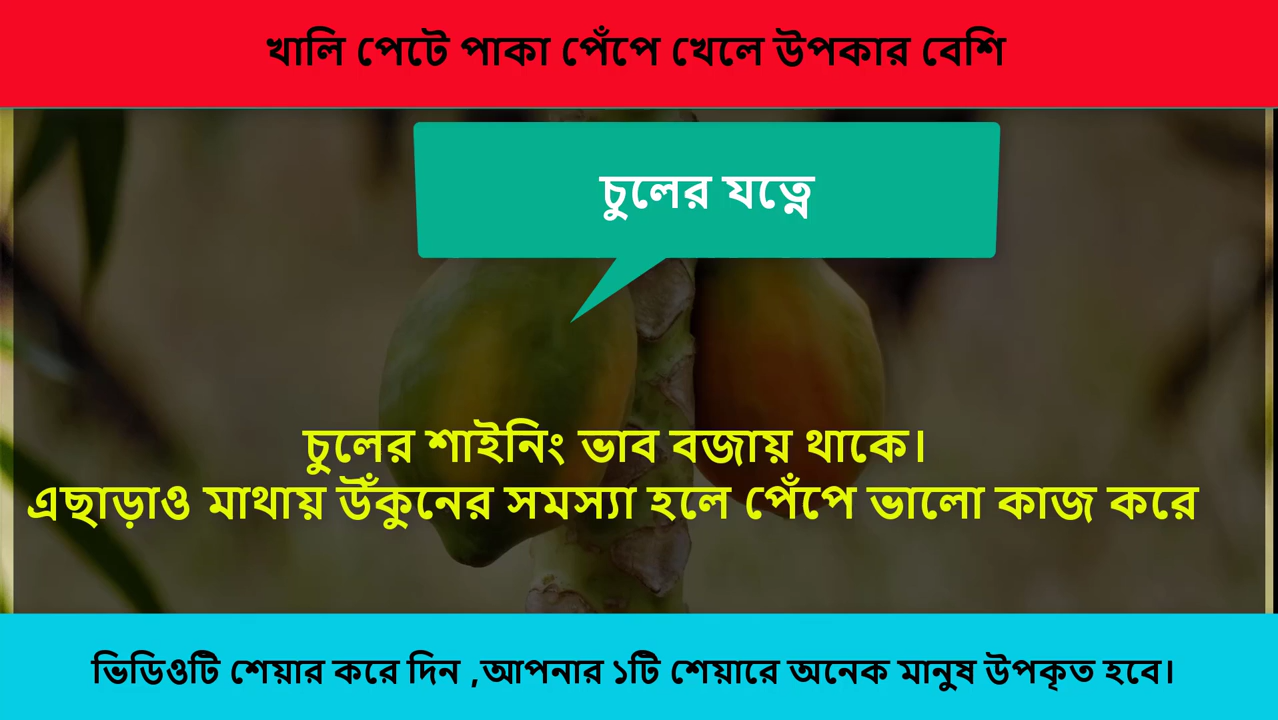 খালি পেটে পাকা পেঁপে খেলে উপকার বেশি
চুলের যত্নে
চুলের শাইনিং ভাব বজায় থাকে।
এছাড়াও মাথায় উঁকুনের সমস্যা হলে পেঁপে ভালো কাজ করে
ভিডিওটি শেয়ার করে দিন ,আপনার ১টি শেয়ারে অনেক মানুষ উপকৃত হবে।